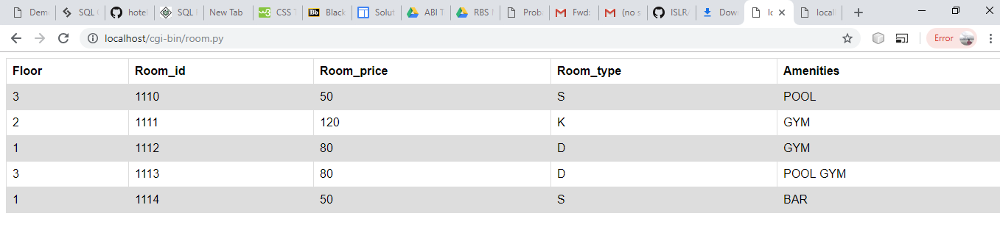 Dem SQL hotel SQL New Tab CSS T Black Solut ABI T RBS Prob Fwd: (no s ISLR/ Dow lo locall
localhost/cgi-bin/room.py Error
Floor Room_id Room_price Room_type Amenities
3 1110 50 S POOL
2 1111 120 K GYM
1 1112 80 D GYM
3 1113 80 D POOL GYM
1 1114 50 S BAR